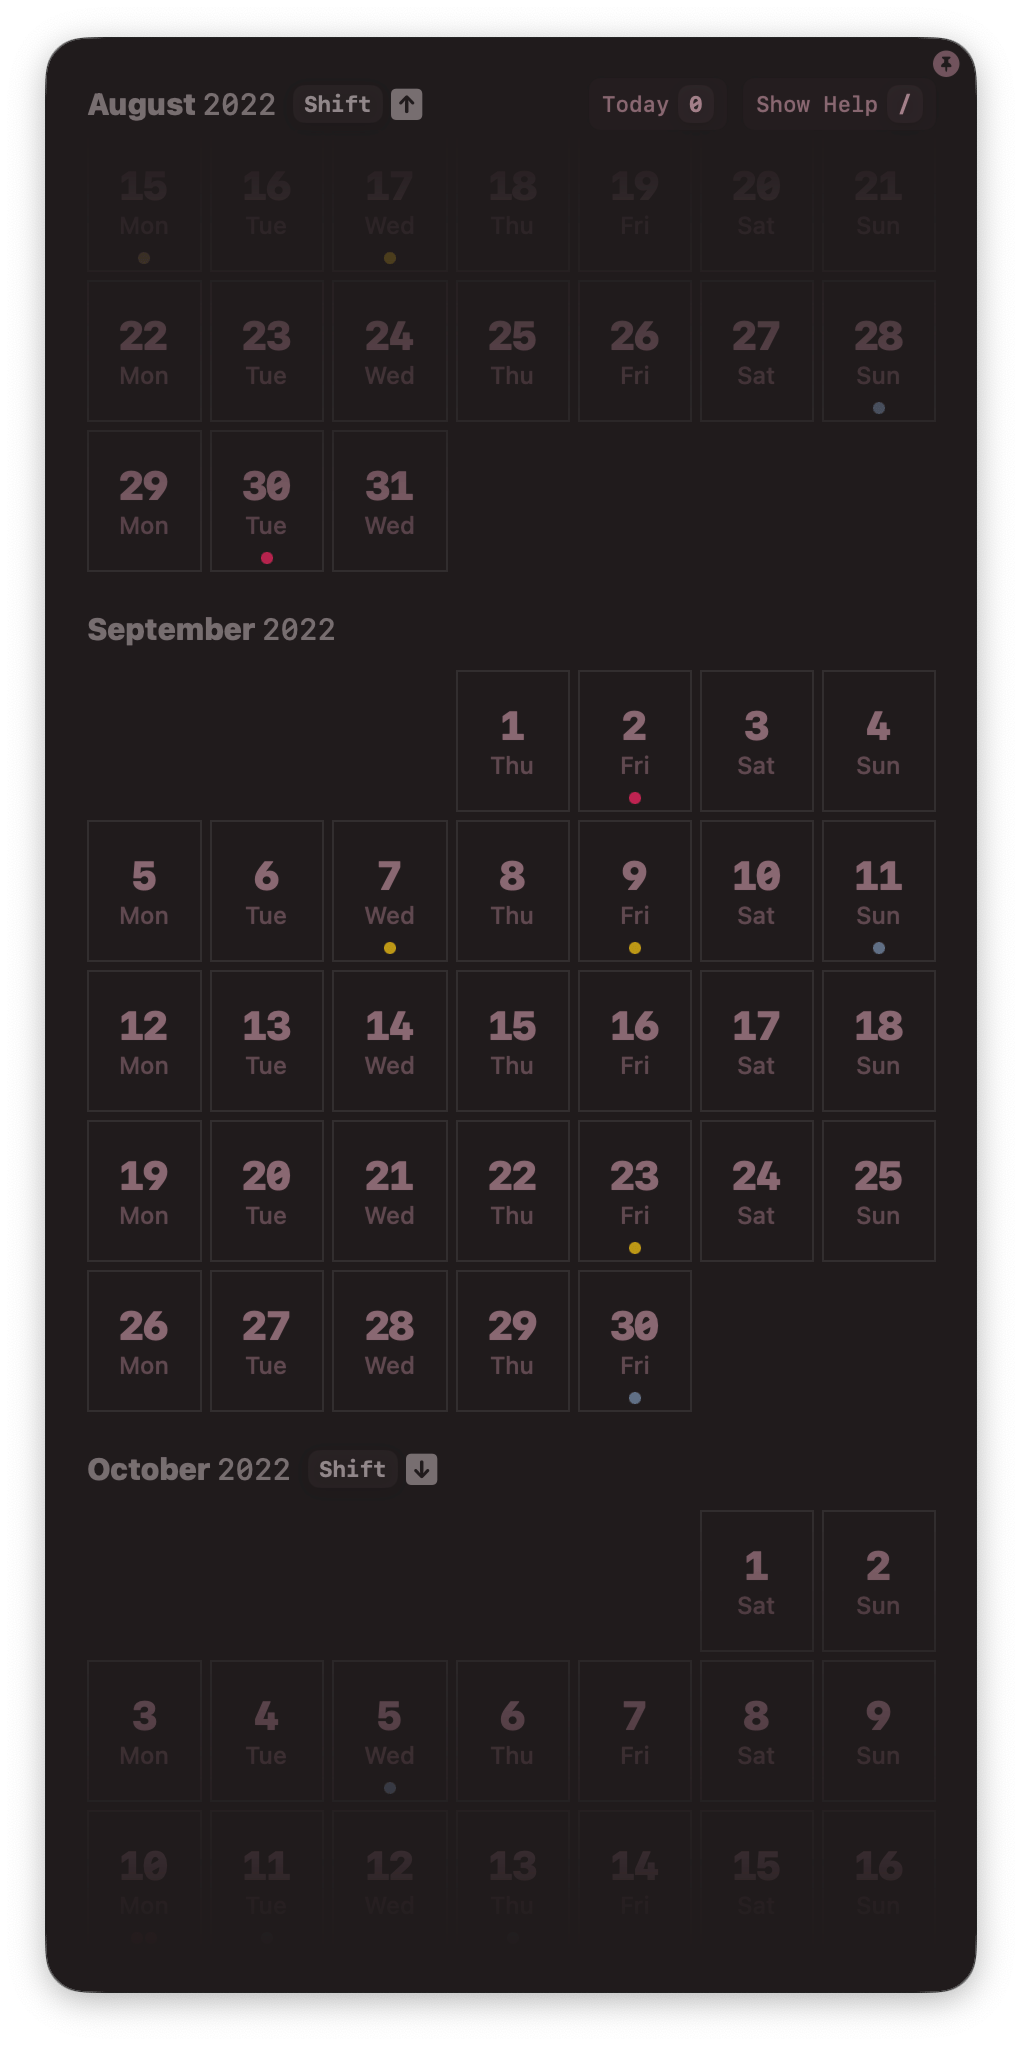 August 2022 Shift ↑ Today 0 Show Help /
15 16 17 18 19 20 21
Mon Tue Wed Thu Fri Sat Sun
22 23 24 25 26 27 28
Mon Tue Wed Thu Fri Sat Sun
29 30 31
Mon Tue Wed
September 2022
1 2 3 4
Thu Fri Sat Sun
5 6 7 8 9 10 11
Mon Tue Wed Thu Fri Sat Sun
12 13 14 15 16 17 18
Mon Tue Wed Thu Fri Sat Sun
19 20 21 22 23 24 25
Mon Tue Wed Thu Fri Sat Sun
26 27 28 29 30
Mon Tue Wed Thu Fri
October 2022 Shift ↓
1 2
Sat Sun
3 4 5 6 7 8 9
Mon Tue Wed Thu Fri Sat Sun
10 11 12 13 14 15 16
Mon Tue Wed Thu Fri Sat Sun